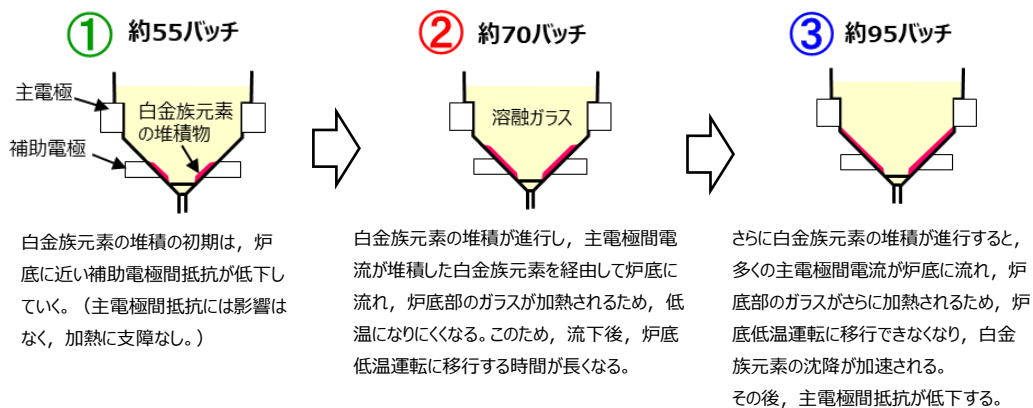 ① 約55バッチ
主電極
白金族元素
の堆積物
補助電極
白金族元素の堆積の初期は，炉
底に近い補助電極間抵抗が低下し
ていく。（主電極間抵抗には影響は
なく，加熱に支障なし。）
② 約70バッチ
溶融ガラス
白金族元素の堆積が進行し，主電極間電
流が堆積した白金族元素を経由して炉底に
流れ，炉底部のガラスが加熱されるため，低
温になりにくくなる。このため，流下後，炉底
低温運転に移行する時間が長くなる。
③ 約95バッチ
さらに白金族元素の堆積が進行すると，
多くの主電極間電流が炉底に流れ，炉
底部のガラスがさらに加熱されるため，炉
底低温運転に移行できなくなり，白金
族元素の沈降が加速される。
その後，主電極間抵抗が低下する。